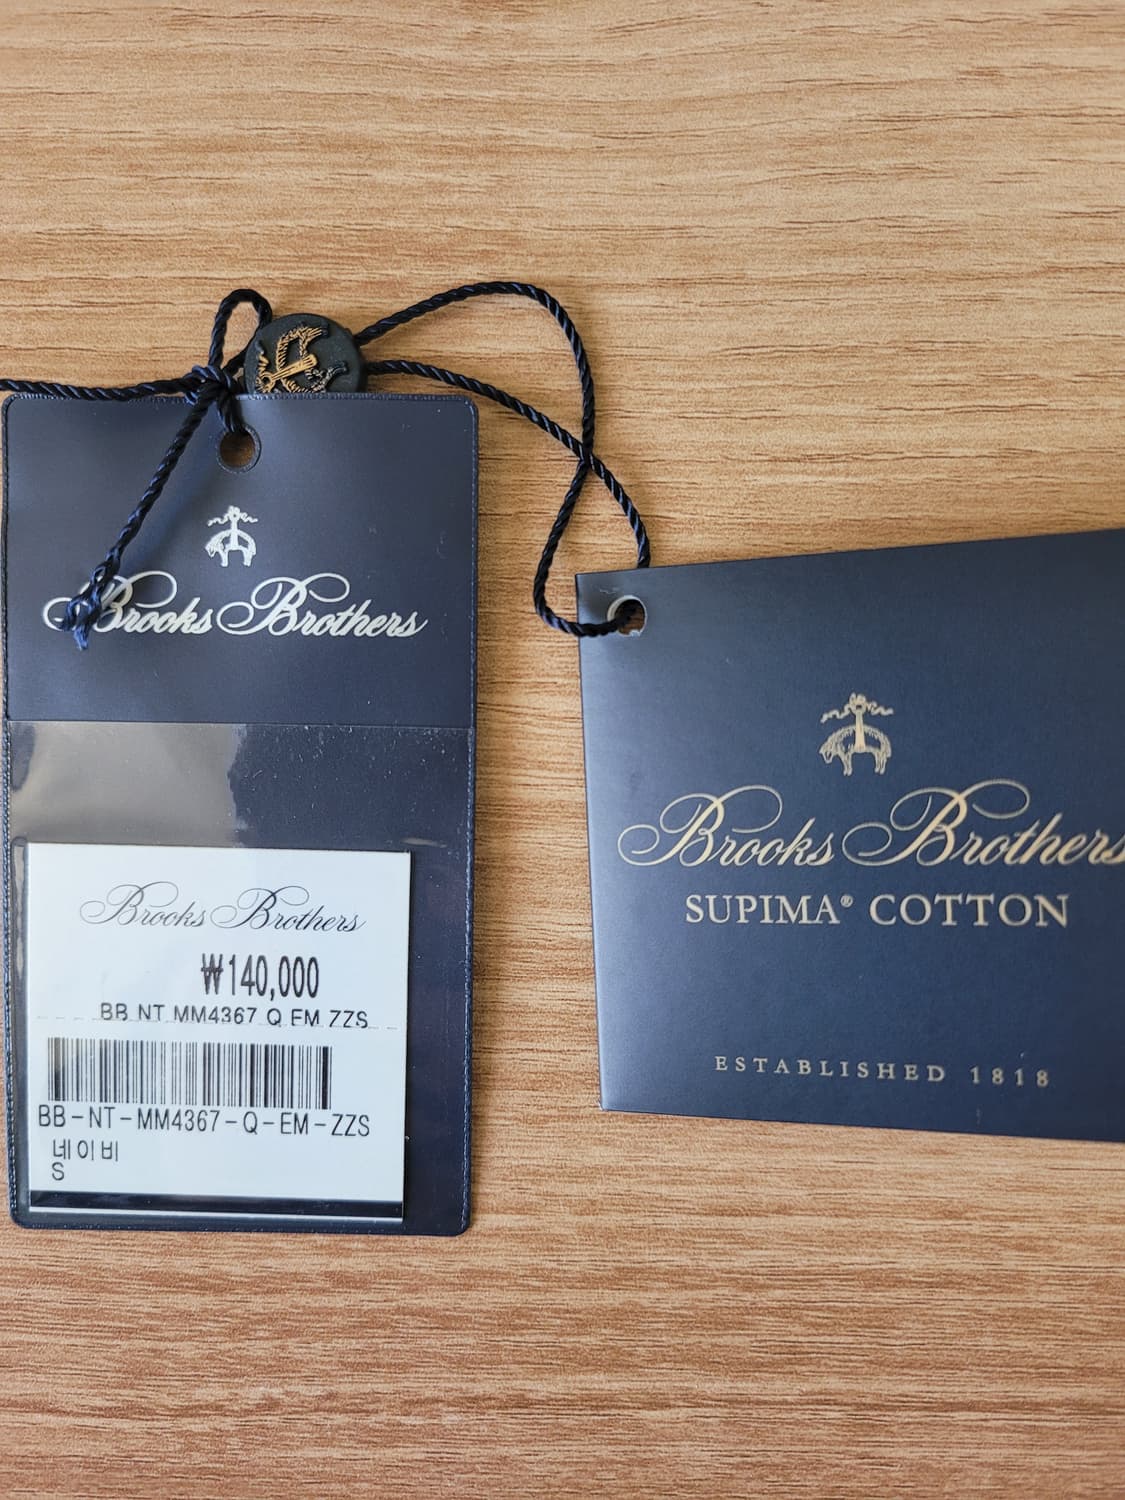 Brooks Brothers
Brooks Brothers
₩140,000
BB NT MM4367 Q EM ZZS
BB-NT-MM4367-Q-EM-ZZS
네이비
S
Brooks Brothers
SUPIMA® COTTON
ESTABLISHED 1818